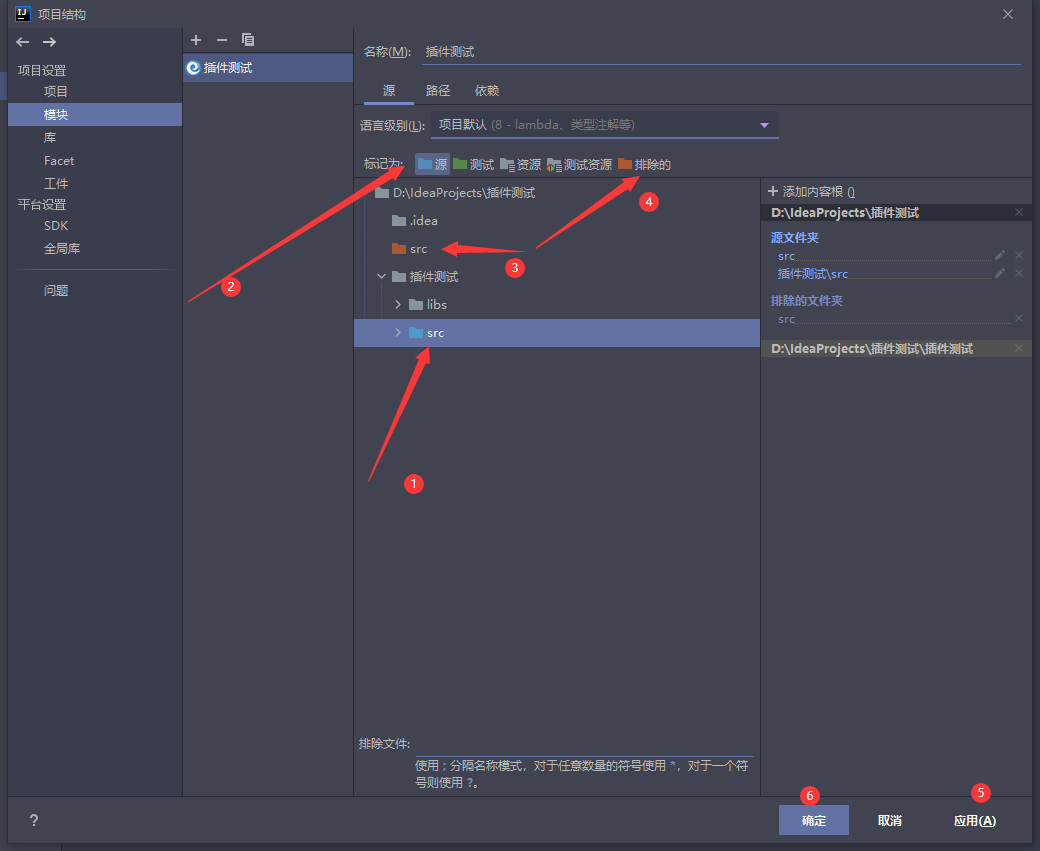 项目结构
项目设置
项目
模块
库
Facet
工件
平台设置
SDK
全局库
问题
插件测试
名称(M): 插件测试
源 路径 依赖
语言级别(L): 项目默认 (8 - lambda、类型注解等)
标记为: 源 测试 资源 测试资源 排除的
D:\IdeaProjects\插件测试
.idea
src
插件测试
libs
src
1
2
3
4
添加内容根 ()
D:\IdeaProjects\插件测试
源文件夹
src
插件测试\src
排除的文件夹
src
D:\IdeaProjects\插件测试\插件测试
排除文件:
使用 ; 分隔名称模式，对于任意数量的符号使用 *，对于一个符
号则使用 ?。
6
5
?
确定 取消 应用(A)